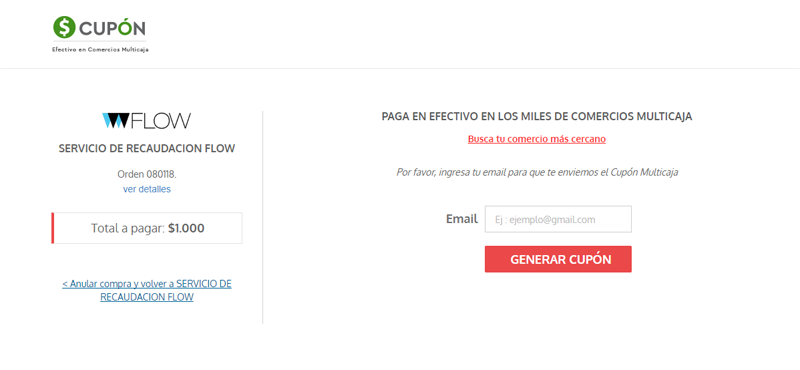 $ CUPÓN
Efectivo en Comercios Multicaja
FLOW
SERVICIO DE RECAUDACION FLOW
Orden 080118.
ver detalles
Total a pagar: $1.000
< Anular compra y volver a SERVICIO DE
RECAUDACION FLOW
PAGA EN EFECTIVO EN LOS MILES DE COMERCIOS MULTICAJA
Busca tu comercio más cercano
Por favor, ingresa tu email para que te enviemos el Cupón Multicaja
Email
Ej : ejemplo@gmail.com
GENERAR CUPÓN